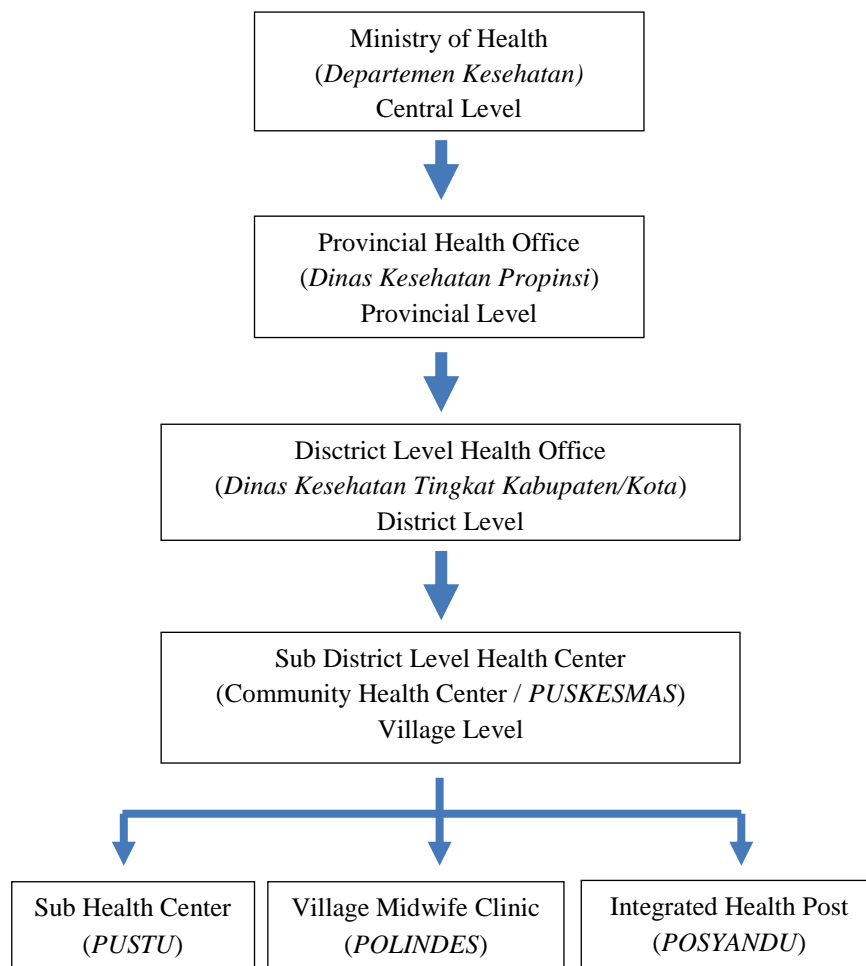 Ministry of Health
(Departemen Kesehatan)
Central Level
Provincial Health Office
(Dinas Kesehatan Propinsi)
Provincial Level
Disctrict Level Health Office
(Dinas Kesehatan Tingkat Kabupaten/Kota)
District Level
Sub District Level Health Center
(Community Health Center / PUSKESMAS)
Village Level
Sub Health Center
(PUSTU)
Village Midwife Clinic
(POLINDES)
Integrated Health Post
(POSYANDU)